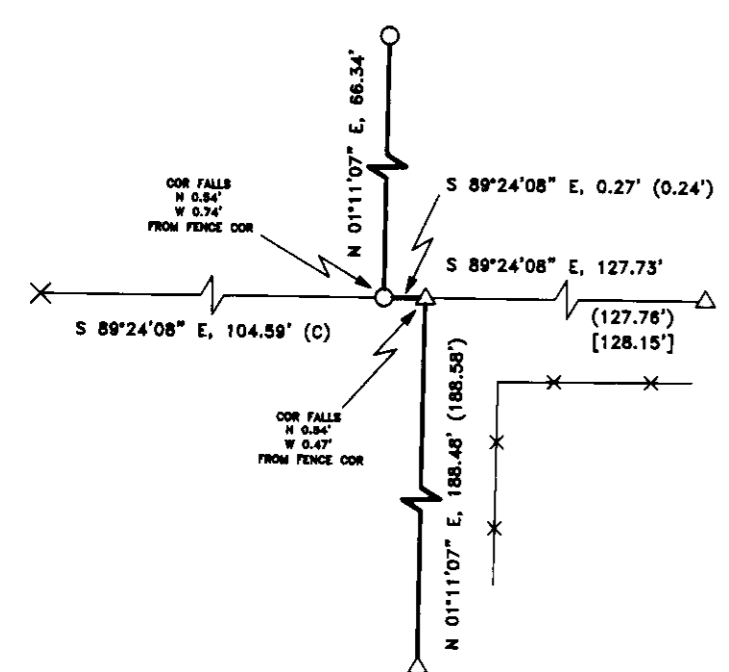 N 01°11'07" E, 66.34'
COR FALLS
N 0.54'
W 0.74'
FROM FENCE COR
S 89°24'08" E, 0.27' (0.24')
S 89°24'08" E, 127.73'
(127.76')
[128.15']
S 89°24'08" E, 104.59' (C)
COR FALLS
N 0.54'
W 0.47'
FROM FENCE COR
N 01°11'07" E, 188.48' (188.58')